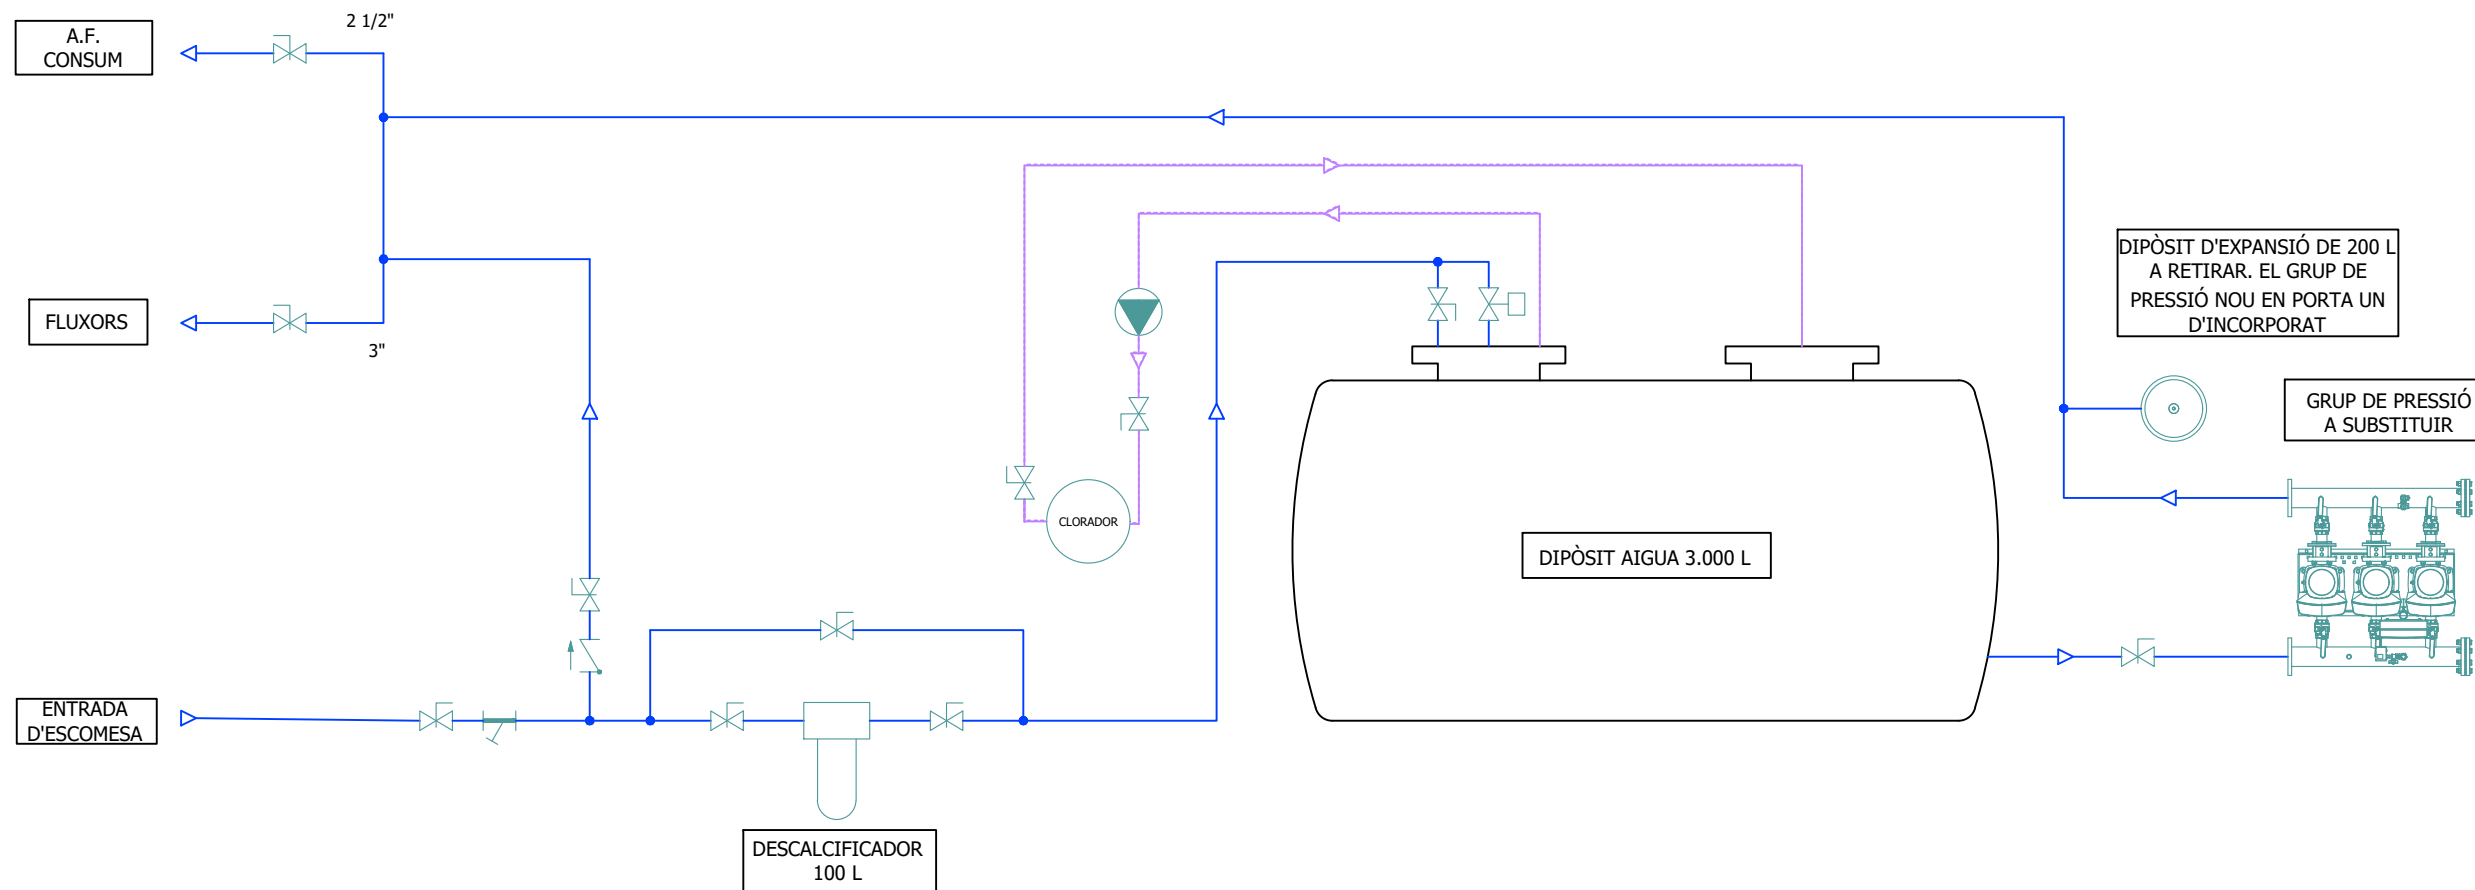 2 1/2"
A.F.
CONSUM
DIPÒSIT D'EXPANSIÓ DE 200 L
A RETIRAR. EL GRUP DE
PRESSIÓ NOU EN PORTA UN
D'INCORPORAT
FLUXORS
3"
GRUP DE PRESSIÓ
A SUBSTITUIR
CLORADOR
DIPÒSIT AIGUA 3.000 L
ENTRADA
D'ESCOMESA
DESCALCIFICADOR
100 L